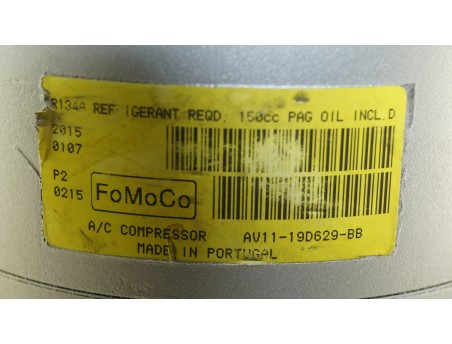 R134A REFRIGERANT REQD. 150cc PAG OIL INCL.D
2015
0107
P2
0215
FoMoCo
A/C COMPRESSOR AV11-19D629-BB
MADE IN PORTUGAL